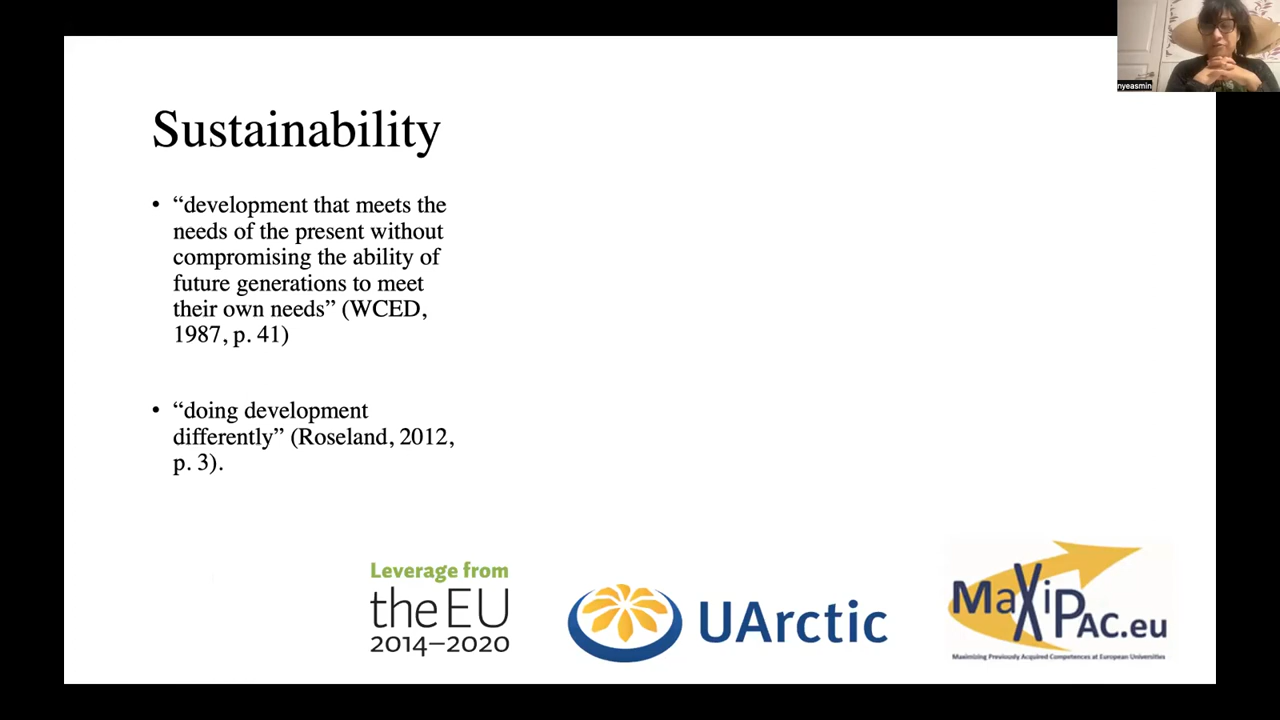 nyeasmin
Sustainability
• “development that meets the
needs of the present without
compromising the ability of
future generations to meet
their own needs” (WCED,
1987, p. 41)
• “doing development
differently” (Roseland, 2012,
p. 3).
Leverage from
the EU
2014–2020
UArctic
MaXiPAC.eu
Maximizing Previously Acquired Competences at European Universities